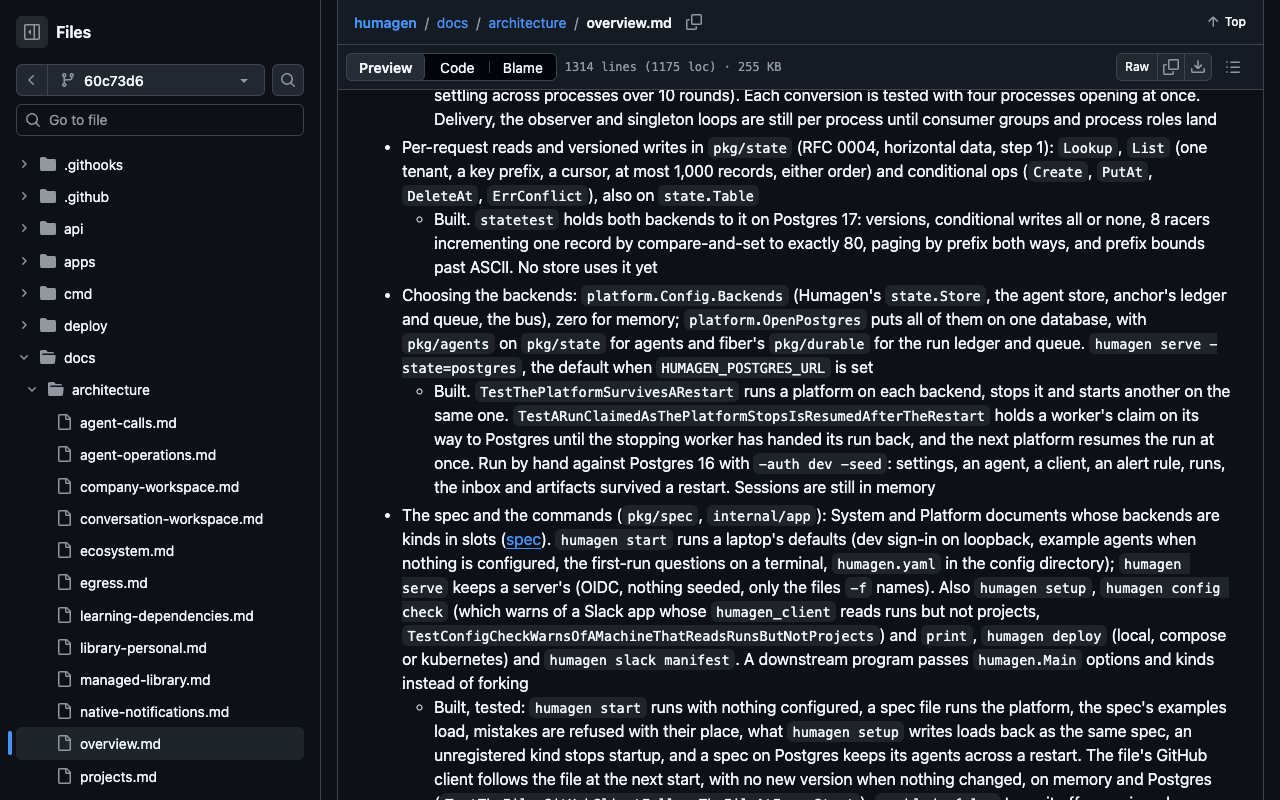 Files
60c73d6
Go to file
.githooks
.github
api
apps
cmd
deploy
docs
architecture
agent-calls.md
agent-operations.md
company-workspace.md
conversation-workspace.md
ecosystem.md
egress.md
learning-dependencies.md
library-personal.md
managed-library.md
native-notifications.md
overview.md
projects.md
humagen / docs / architecture / overview.md
Top
Preview Code Blame 1314 lines (1175 loc) · 255 KB
Raw
settling across processes over 10 rounds). Each conversion is tested with four processes opening at once.
Delivery, the observer and singleton loops are still per process until consumer groups and process roles land
• Per-request reads and versioned writes in pkg/state (RFC 0004, horizontal data, step 1): Lookup, List (one
tenant, a key prefix, a cursor, at most 1,000 records, either order) and conditional ops (Create, PutAt,
DeleteAt, ErrConflict), also on state.Table
◦ Built. statetest holds both backends to it on Postgres 17: versions, conditional writes all or none, 8 racers
incrementing one record by compare-and-set to exactly 80, paging by prefix both ways, and prefix bounds
past ASCII. No store uses it yet
• Choosing the backends: platform.Config.Backends (Humagen's state.Store, the agent store, anchor's ledger
and queue, the bus), zero for memory; platform.OpenPostgres puts all of them on one database, with
pkg/agents on pkg/state for agents and fiber's pkg/durable for the run ledger and queue. humagen serve -
state=postgres, the default when HUMAGEN_POSTGRES_URL is set
◦ Built. TestThePlatformSurvivesARestart runs a platform on each backend, stops it and starts another on the
same one. TestARunClaimedAsThePlatformStopsIsResumedAfterTheRestart holds a worker's claim on its
way to Postgres until the stopping worker has handed its run back, and the next platform resumes the run at
once. Run by hand against Postgres 16 with -auth dev -seed: settings, an agent, a client, an alert rule, runs,
the inbox and artifacts survived a restart. Sessions are still in memory
• The spec and the commands (pkg/spec, internal/app): System and Platform documents whose backends are
kinds in slots (spec). humagen start runs a laptop's defaults (dev sign-in on loopback, example agents when
nothing is configured, the first-run questions on a terminal, humagen.yaml in the config directory); humagen
serve keeps a server's (OIDC, nothing seeded, only the files -f names). Also humagen setup, humagen config
check (which warns of a Slack app whose humagen_client reads runs but not projects,
TestConfigCheckWarnsOfAMachineThatReadsRunsButNotProjects) and print, humagen deploy (local, compose
or kubernetes) and humagen slack manifest. A downstream program passes humagen.Main options and kinds
instead of forking
◦ Built, tested: humagen start runs with nothing configured, a spec file runs the platform, the spec's examples
load, mistakes are refused with their place, what humagen setup writes loads back as the same spec, an
unregistered kind stops startup, and a spec on Postgres keeps its agents across a restart. The file's GitHub
client follows the file at the next start, with no new version when nothing changed, on memory and Postgres